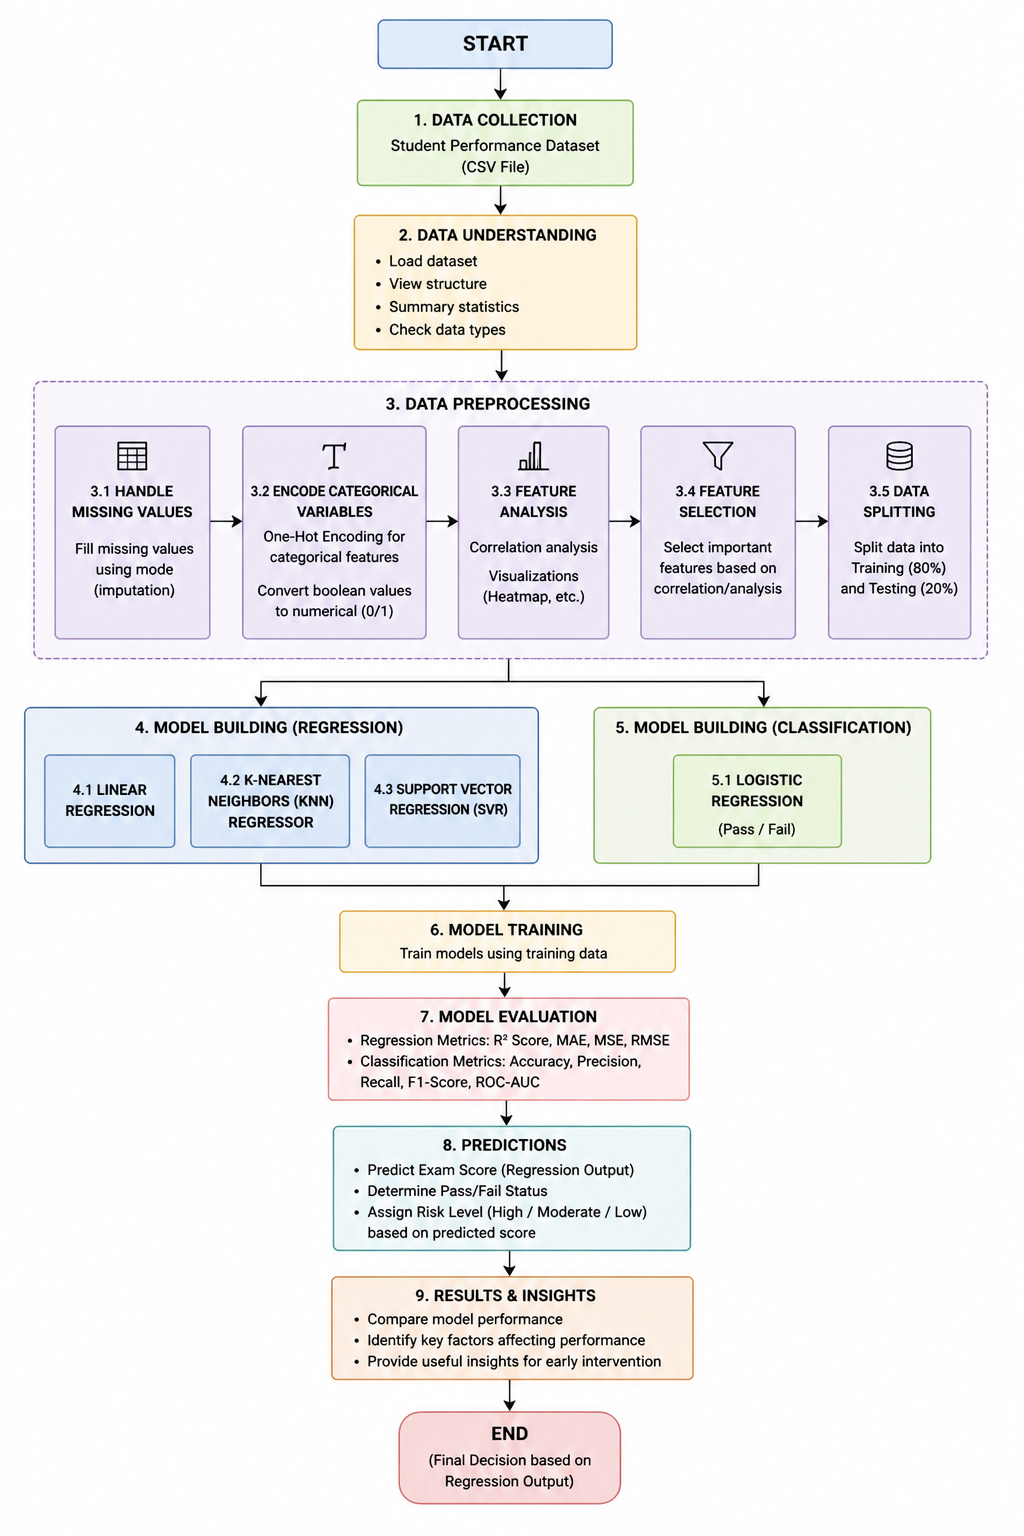 START
1. DATA COLLECTION
Student Performance Dataset
(CSV File)
2. DATA UNDERSTANDING
• Load dataset
• View structure
• Summary statistics
• Check data types
3. DATA PREPROCESSING
3.1 HANDLE
MISSING VALUES
Fill missing values
using mode
(imputation)
3.2 ENCODE CATEGORICAL
VARIABLES
One-Hot Encoding for
categorical features
Convert boolean values
to numerical (0/1)
3.3 FEATURE
ANALYSIS
Correlation analysis
Visualizations
(Heatmap, etc.)
3.4 FEATURE
SELECTION
Select important
features based on
correlation/analysis
3.5 DATA
SPLITTING
Split data into
Training (80%)
and Testing (20%)
4. MODEL BUILDING (REGRESSION)
4.1 LINEAR
REGRESSION
4.2 K-NEAREST
NEIGHBORS (KNN)
REGRESSOR
4.3 SUPPORT VECTOR
REGRESSION (SVR)
5. MODEL BUILDING (CLASSIFICATION)
5.1 LOGISTIC
REGRESSION
(Pass / Fail)
6. MODEL TRAINING
Train models using training data
7. MODEL EVALUATION
• Regression Metrics: R² Score, MAE, MSE, RMSE
• Classification Metrics: Accuracy, Precision,
Recall, F1-Score, ROC-AUC
8. PREDICTIONS
• Predict Exam Score (Regression Output)
• Determine Pass/Fail Status
• Assign Risk Level (High / Moderate / Low)
based on predicted score
9. RESULTS & INSIGHTS
• Compare model performance
• Identify key factors affecting performance
• Provide useful insights for early intervention
END
(Final Decision based on
Regression Output)